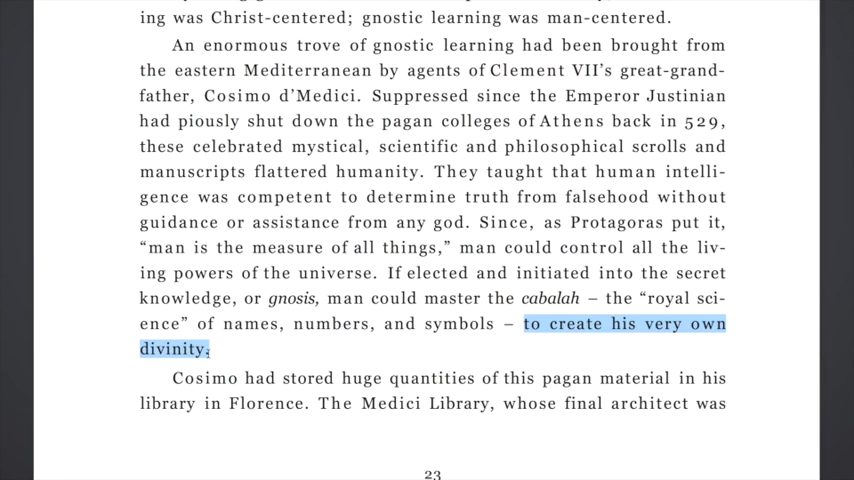 ing was Christ-centered; gnostic learning was man-centered.
An enormous trove of gnostic learning had been brought from
the eastern Mediterranean by agents of Clement VII's great-grand-
father, Cosimo d'Medici. Suppressed since the Emperor Justinian
had piously shut down the pagan colleges of Athens back in 529,
these celebrated mystical, scientific and philosophical scrolls and
manuscripts flattered humanity. They taught that human intelli-
gence was competent to determine truth from falsehood without
guidance or assistance from any god. Since, as Protagoras put it,
“man is the measure of all things,” man could control all the liv-
ing powers of the universe. If elected and initiated into the secret
knowledge, or gnosis, man could master the cabalah – the “royal sci-
ence” of names, numbers, and symbols – to create his very own
divinity.
Cosimo had stored huge quantities of this pagan material in his
library in Florence. The Medici Library, whose final architect was
23